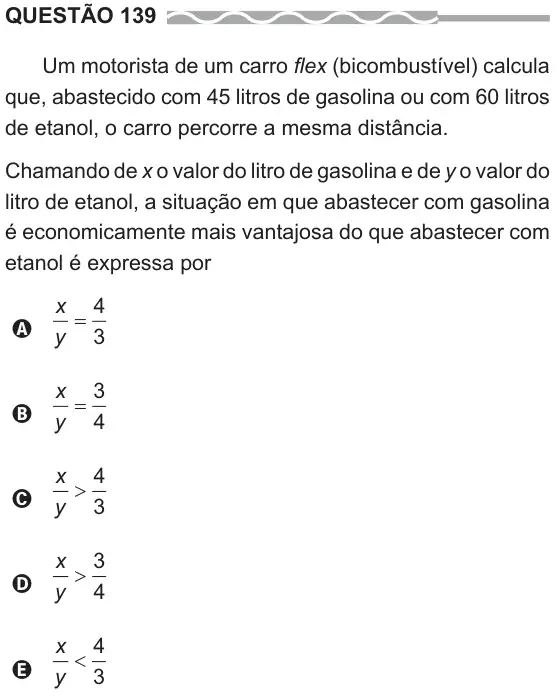 QUESTÃO 139
Um motorista de um carro flex (bicombustível) calcula
que, abastecido com 45 litros de gasolina ou com 60 litros
de etanol, o carro percorre a mesma distância.
Chamando de x o valor do litro de gasolina e de y o valor do
litro de etanol, a situação em que abastecer com gasolina
é economicamente mais vantajosa do que abastecer com
etanol é expressa por
A x/y = 4/3
B x/y = 3/4
C x/y > 4/3
D x/y > 3/4
E x/y < 4/3